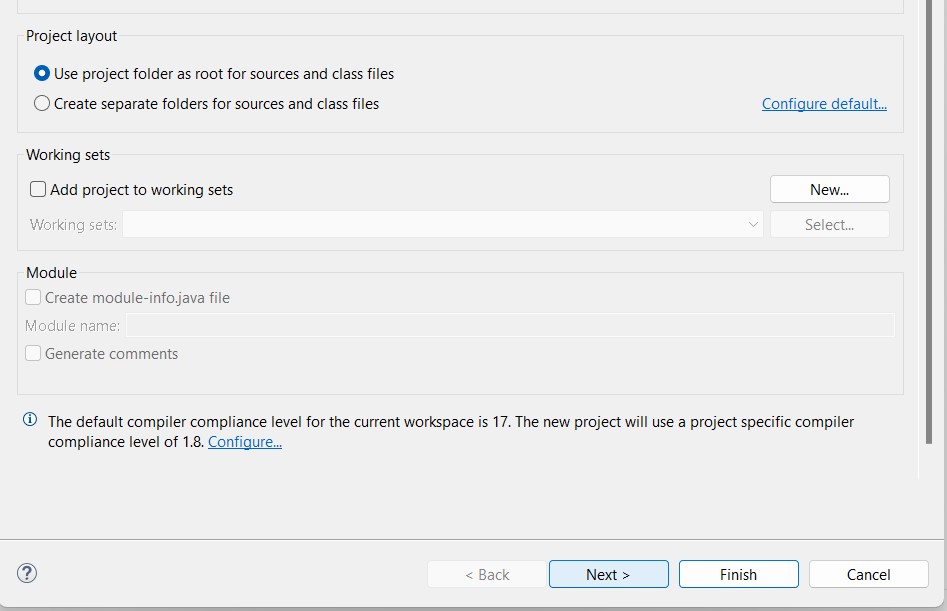 Project layout
Use project folder as root for sources and class files
Create separate folders for sources and class files
Configure default...
Working sets
Add project to working sets
New...
Working sets:
Select...
Module
Create module-info.java file
Module name:
Generate comments
The default compiler compliance level for the current workspace is 17. The new project will use a project specific compiler
compliance level of 1.8. Configure...
?
< Back
Next >
Finish
Cancel